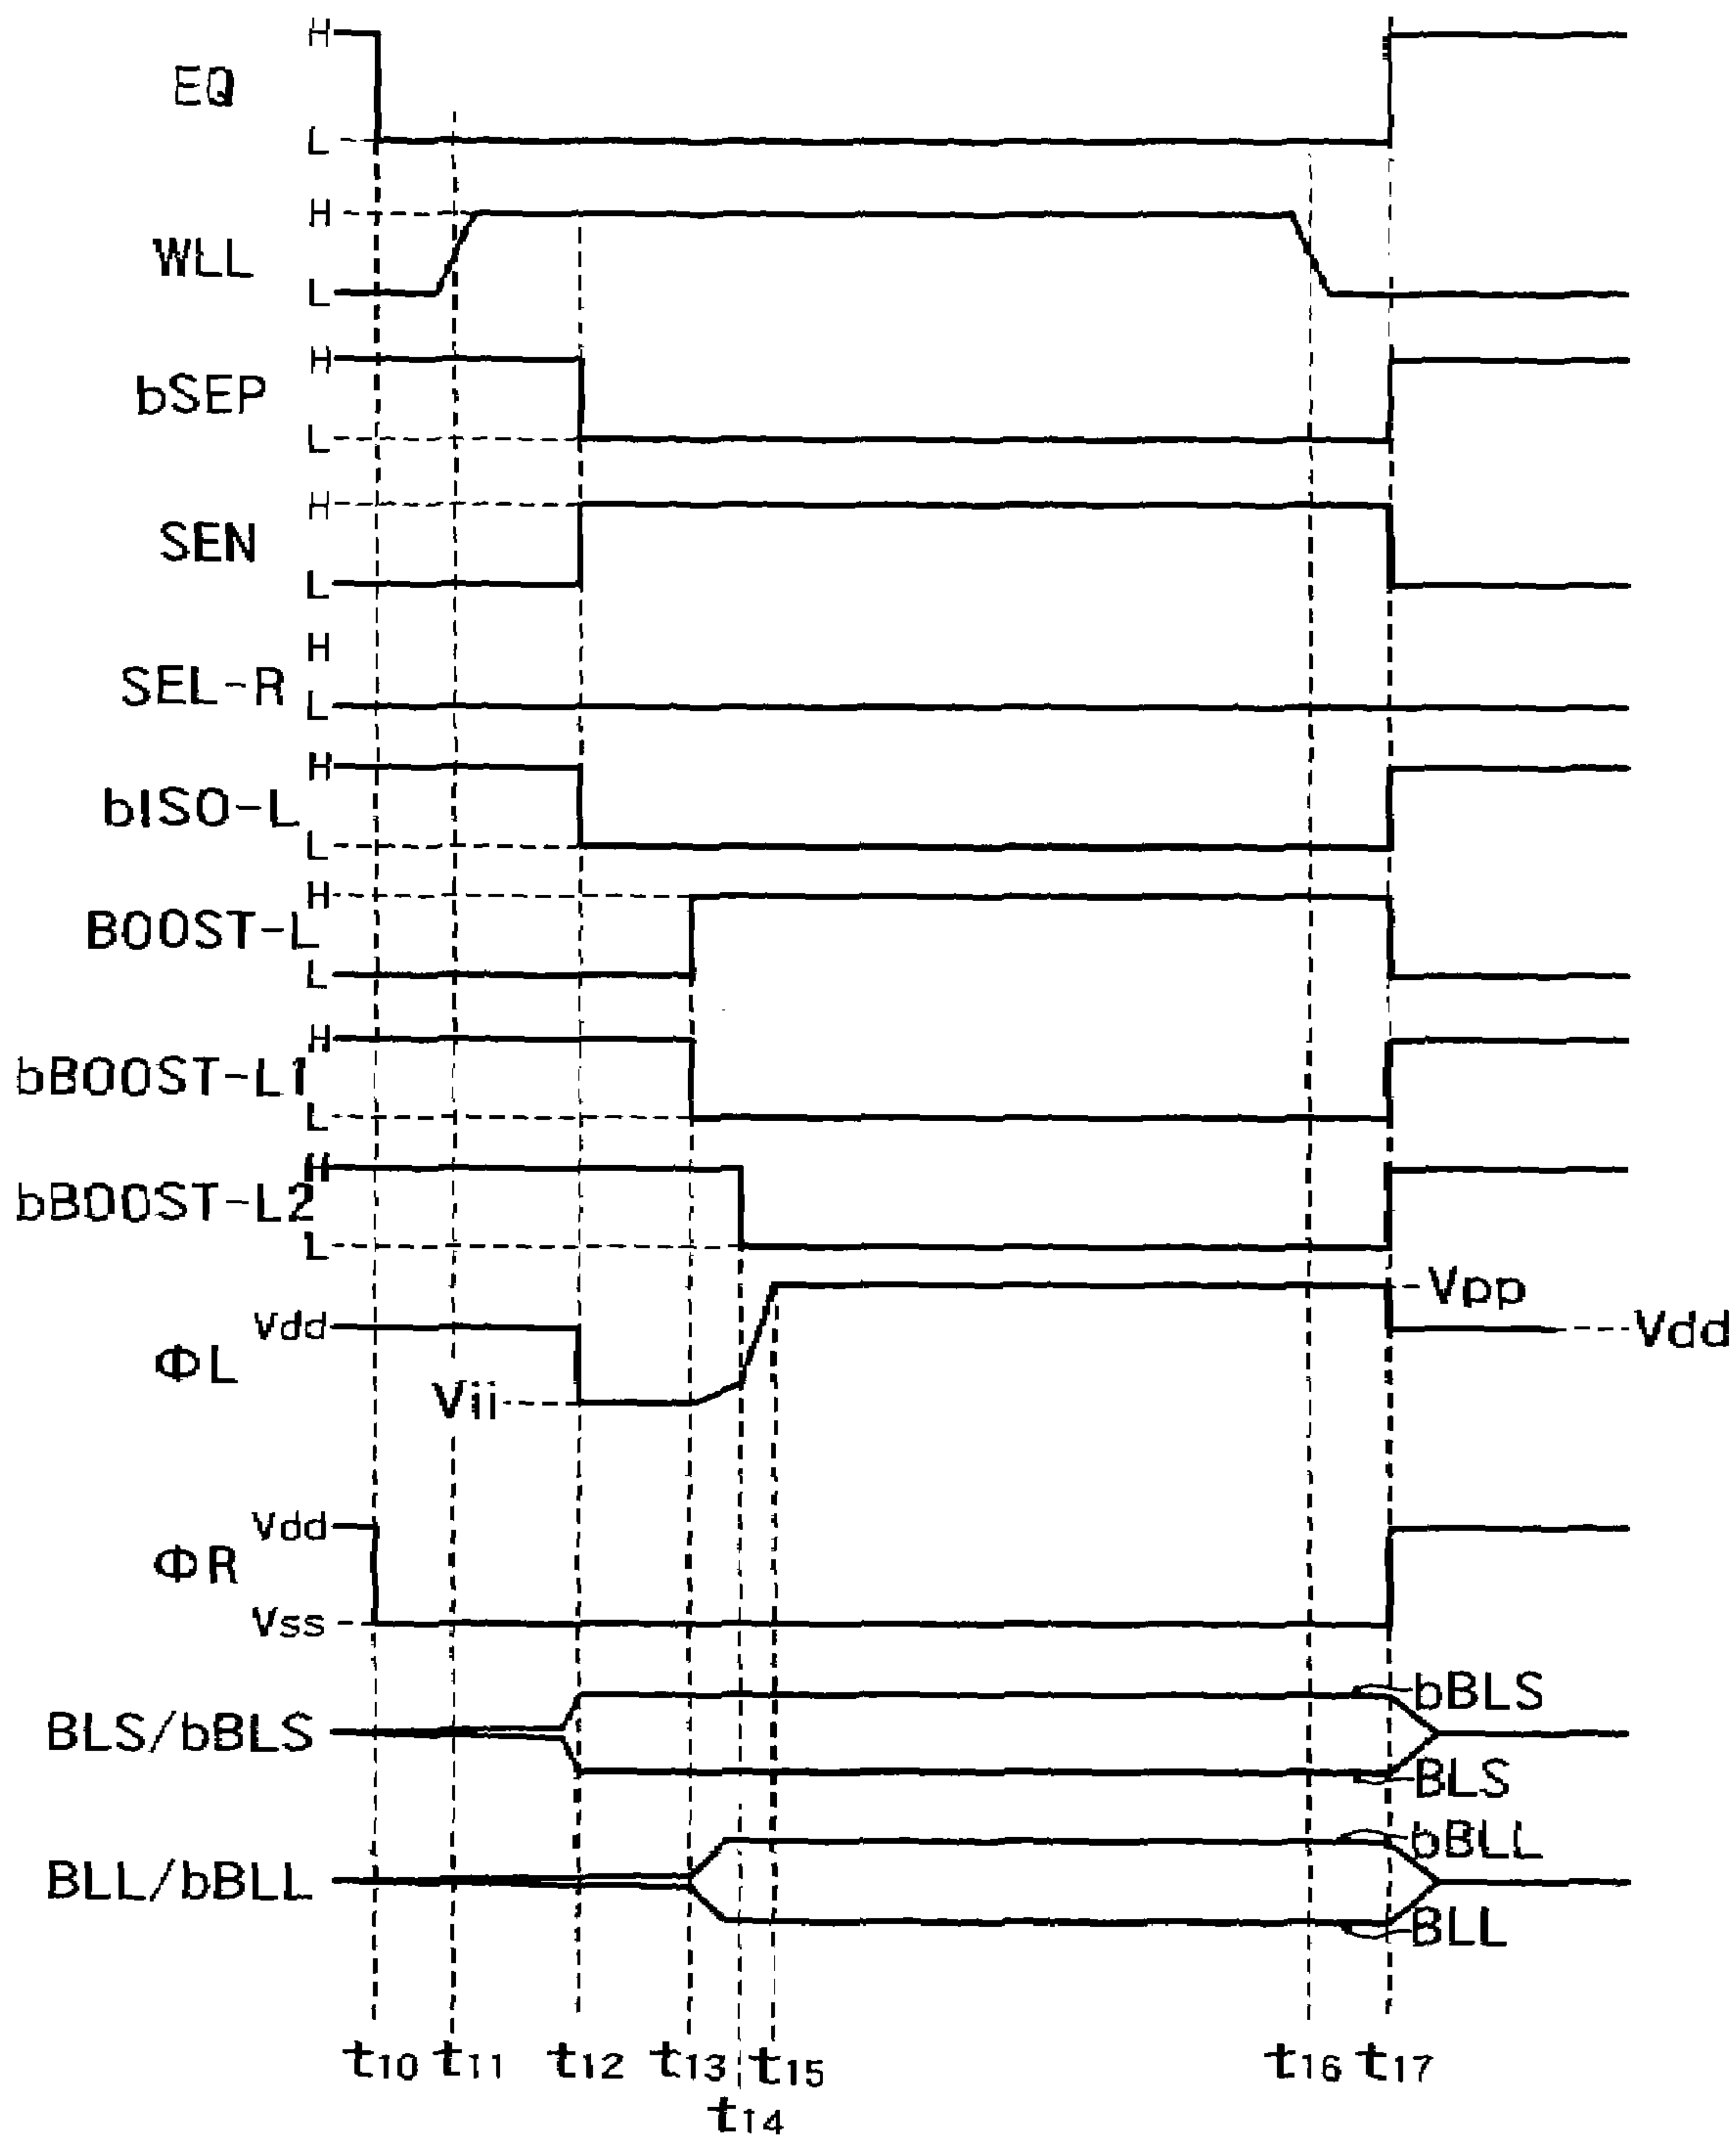 H
EQ
L
H
WLL
L
H
bSEP
L
H
SEN
L
H
SEL-R
L
H
bISO-L
L
H
BOOST-L
L
H
bBOOST-L1
L
H
bBOOST-L2
L
Vpp
Vdd
Vdd
ΦL
Vii
Vdd
ΦR
Vss
bBLS
BLS/bBLS
BLS
bBLL
BLL/bBLL
BLL
t10 t11 t12 t13 t15 t16 t17
t14